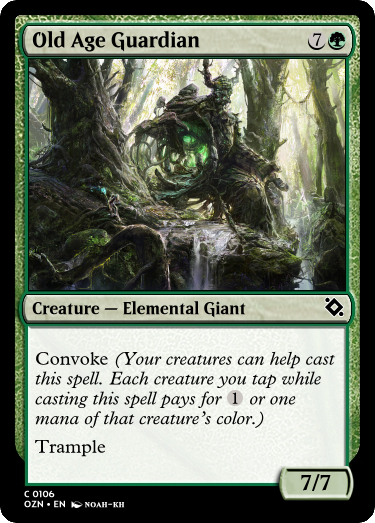 Old Age Guardian 7
Creature — Elemental Giant
Convoke (Your creatures can help cast
this spell. Each creature you tap while
casting this spell pays for 1 or one
mana of that creature's color.)
Trample
7/7
C 0106
OZN • EN NOAH-KH